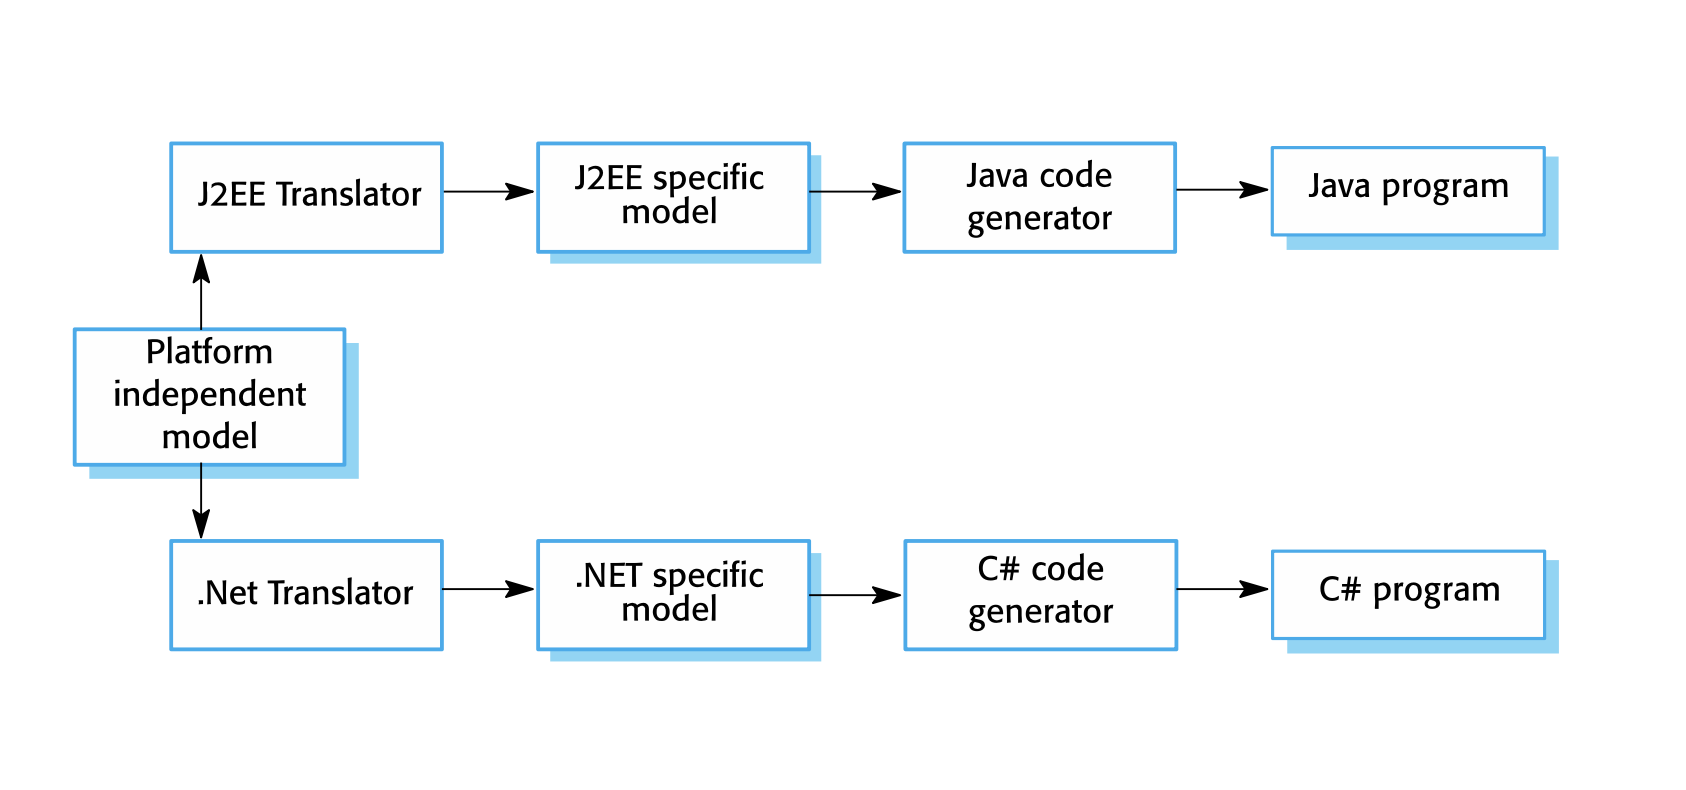 J2EE Translator
J2EE specific
model
Java code
generator
Java program
Platform
independent
model
.Net Translator
.NET specific
model
C# code
generator
C# program